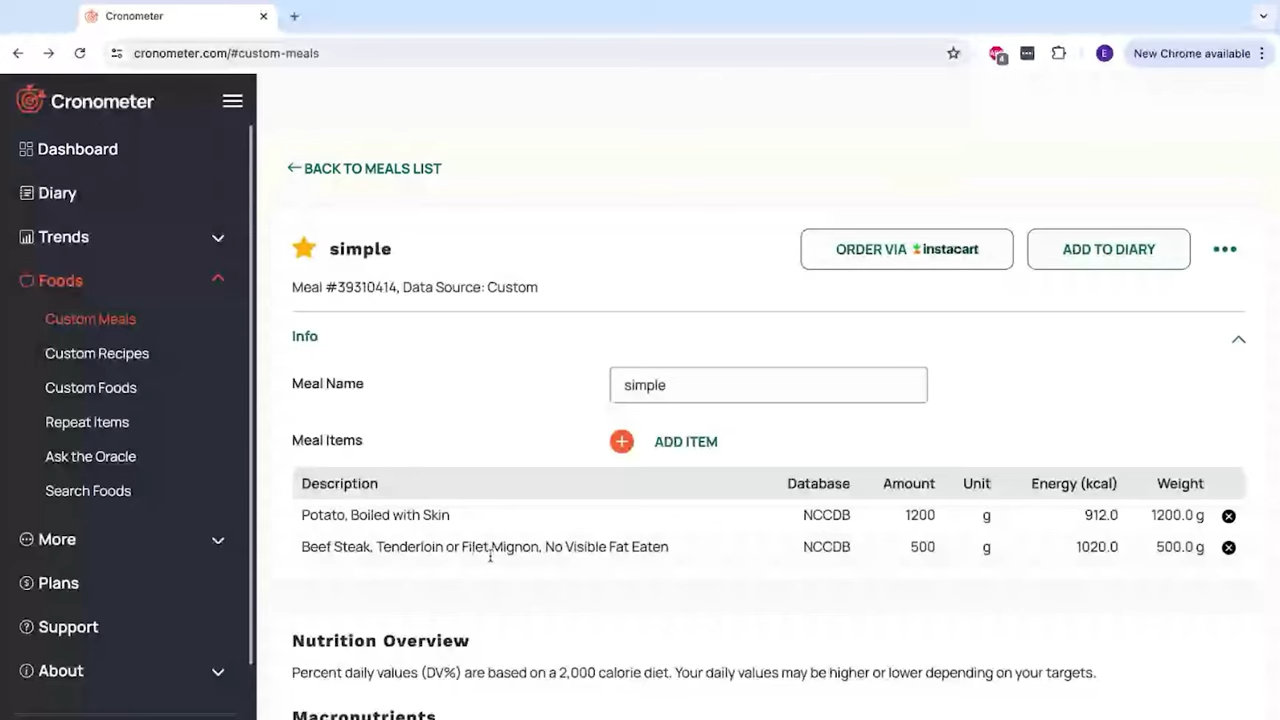 Cronometer
cronometer.com/#custom-meals
4
E
New Chrome available
Cronometer
Dashboard
Diary
Trends
Foods
Custom Meals
Custom Recipes
Custom Foods
Repeat Items
Ask the Oracle
Search Foods
More
Plans
Support
About
BACK TO MEALS LIST
simple
ORDER VIA instacart
ADD TO DIARY
Meal #39310414, Data Source: Custom
Info
Meal Name
simple
Meal Items
ADD ITEM
Description Database Amount Unit Energy (kcal) Weight
Potato, Boiled with Skin NCCDB 1200 g 912.0 1200.0 g
Beef Steak, Tenderloin or Filet Mignon, No Visible Fat Eaten NCCDB 500 g 1020.0 500.0 g
Nutrition Overview
Percent daily values (DV%) are based on a 2,000 calorie diet. Your daily values may be higher or lower depending on your targets.
Macronutrients